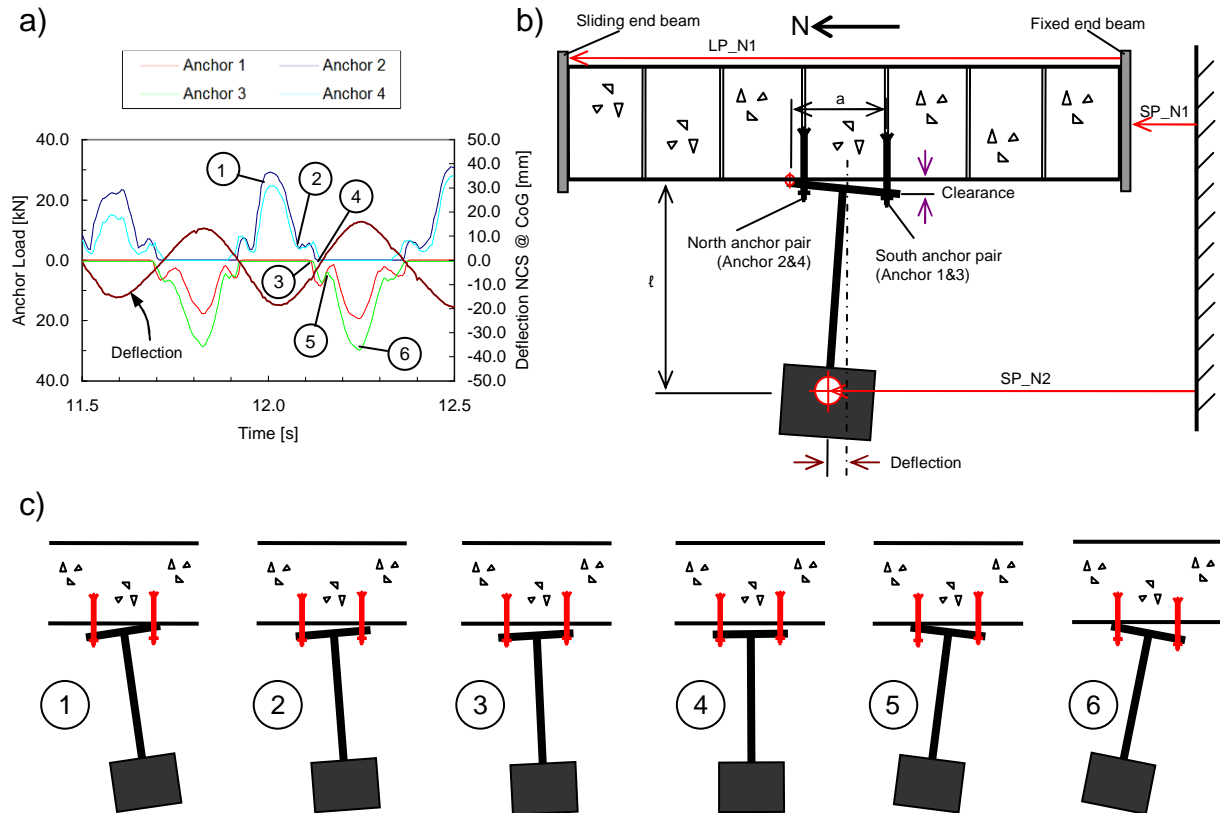 a)
Anchor 1
Anchor 2
Anchor 3
Anchor 4
40.0
20.0
0.0
20.0
40.0
Anchor Load [kN]
50.0
40.0
30.0
20.0
10.0
0.0
-10.0
-20.0
-30.0
-40.0
-50.0
Deflection NCS @ CoG [mm]
1
2
4
3
5
6
Deflection
11.5
12.0
12.5
Time [s]
b)
Sliding end beam
N
Fixed end beam
LP_N1
SP_N1
a
Clearance
North anchor pair
(Anchor 2&4)
South anchor pair
(Anchor 1&3)
ℓ
SP_N2
Deflection
c)
1
2
3
4
5
6